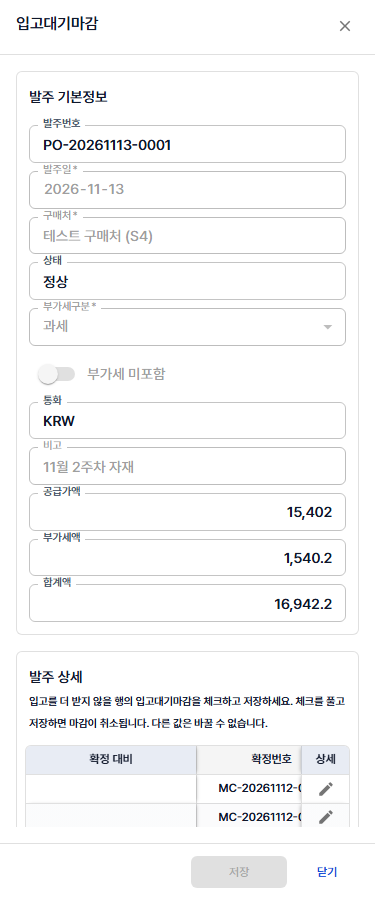 입고대기마감
발주 기본정보
발주번호
PO-20261113-0001
발주일*
2026-11-13
구매처*
테스트 구매처 (S4)
상태
정상
부가세구분*
과세
부가세 미포함
통화
KRW
비고
11월 2주차 자재
공급가액
15,402
부가세액
1,540.2
합계액
16,942.2
발주 상세
입고를 더 받지 않을 행의 입고대기마감을 체크하고 저장하세요. 체크를 풀고
저장하면 마감이 취소됩니다. 다른 값은 바꿀 수 없습니다.
확정 대비 확정번호 상세
MC-20261112-0
MC-20261112-0
저장 닫기